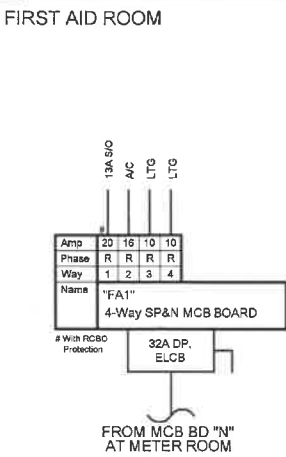 FIRST AID ROOM
13A S/O
A/C
LTG
LTG
#
Amp 20 16 10 10
Phase R R R R
Way 1 2 3 4
Name "FA1"
4-Way SP&N MCB BOARD
# With RCBO
Protection
32A DP,
ELCB
FROM MCB BD "N"
AT METER ROOM